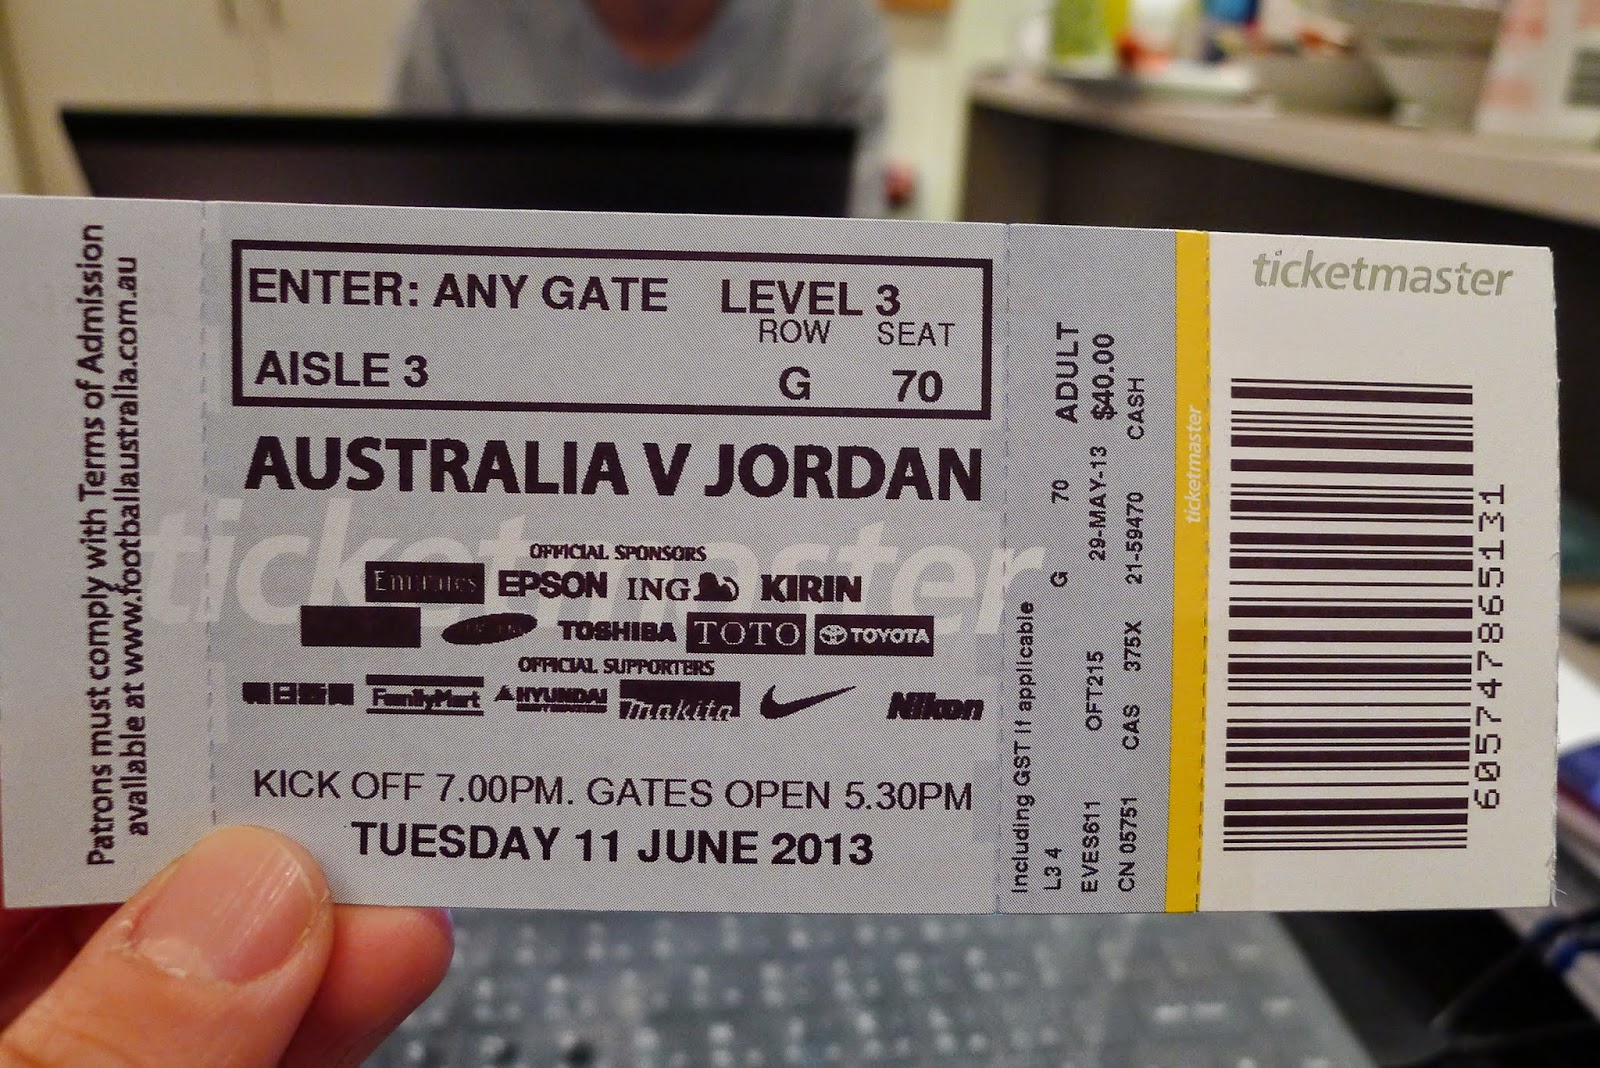 Patrons must comply with Terms of Admission
available at www.footballaustralia.com.au
ENTER: ANY GATE LEVEL 3
ROW SEAT
AISLE 3 G 70
AUSTRALIA V JORDAN
ticketmaster
OFFICIAL SPONSORS
Emirates EPSON ING KIRIN
TOSHIBA TOTO TOYOTA
OFFICIAL SUPPORTERS
FamilyMart HYUNDAI makita Nikon
KICK OFF 7.00PM. GATES OPEN 5.30PM
TUESDAY 11 JUNE 2013
Including GST if applicable
L3 4 G 70 ADULT
EVES611 OFT215 29-MAY-13 $40.00
CN 05751 CAS 375X 21-59470 CASH
ticketmaster
ticketmaster
605747865131